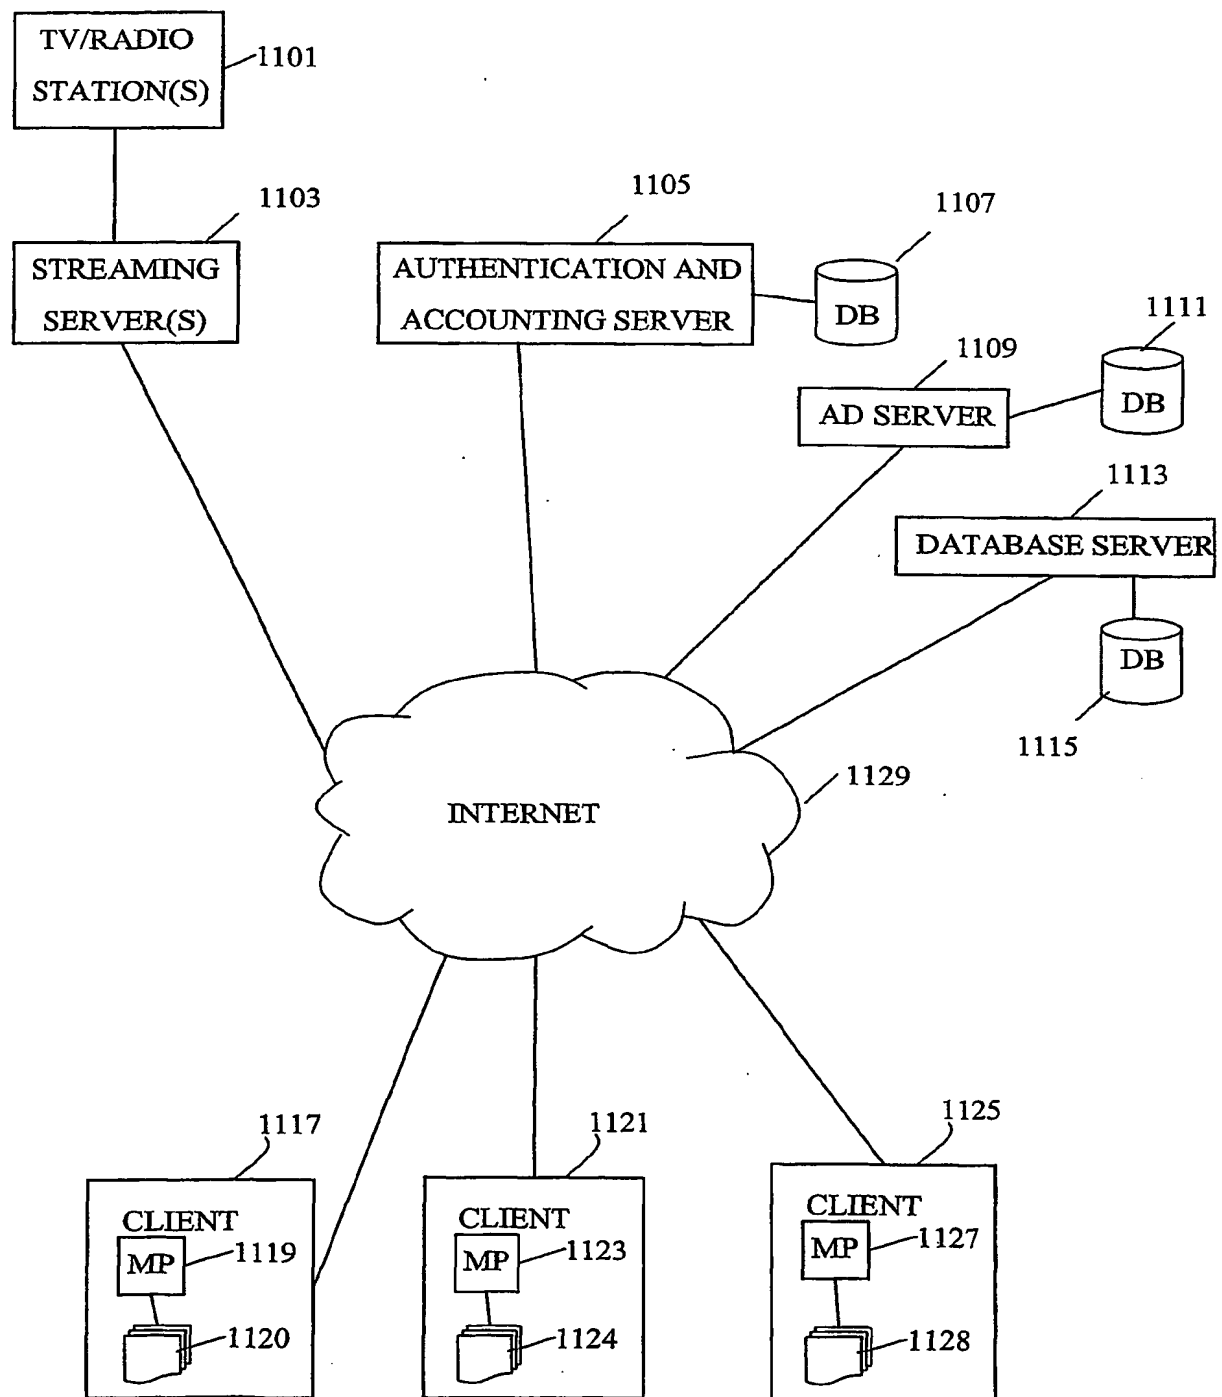 TV/RADIO
STATION(S)
1101
1103
STREAMING
SERVER(S)
1105
AUTHENTICATION AND
ACCOUNTING SERVER
1107
DB
1109
AD SERVER
1111
DB
1113
DATABASE SERVER
DB
1115
INTERNET
1129
1117
CLIENT
MP
1119
1120
1121
CLIENT
MP
1123
1124
1125
CLIENT
MP
1127
1128